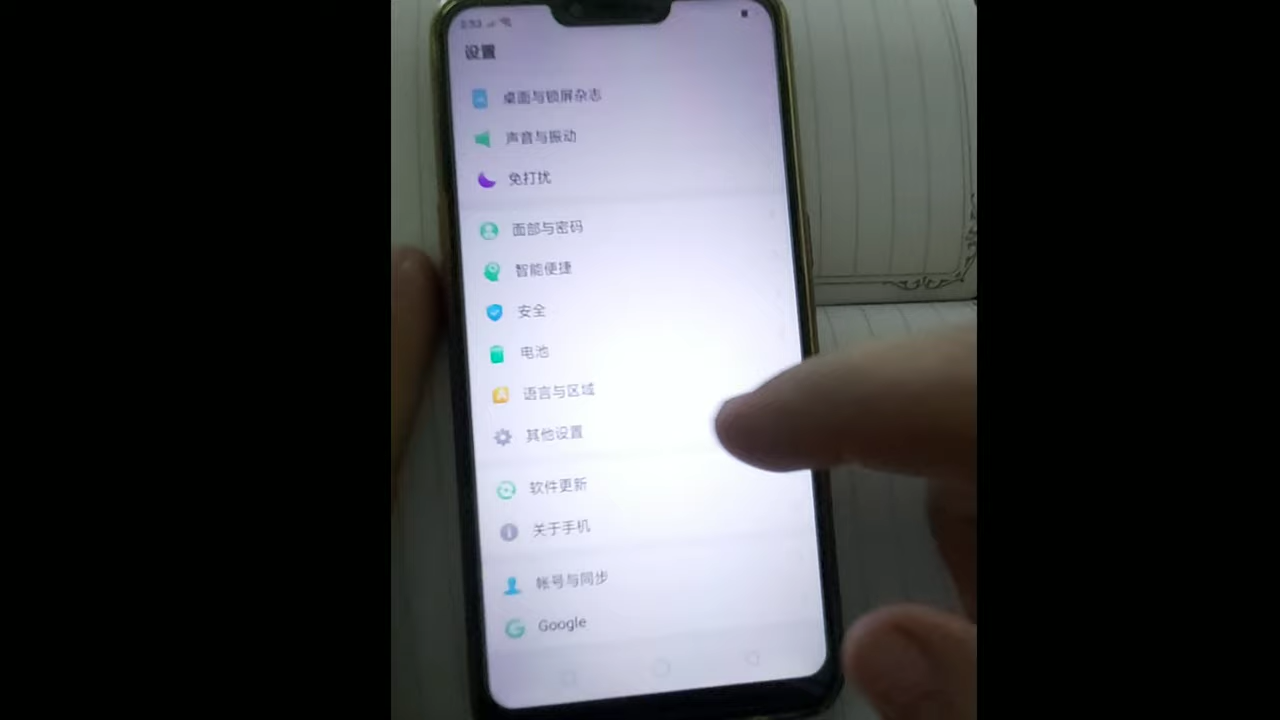 设置
桌面与锁屏杂志
声音与振动
免打扰
面部与密码
智能便捷
安全
电池
语言与区域
其他设置
软件更新
关于手机
帐号与同步
Google